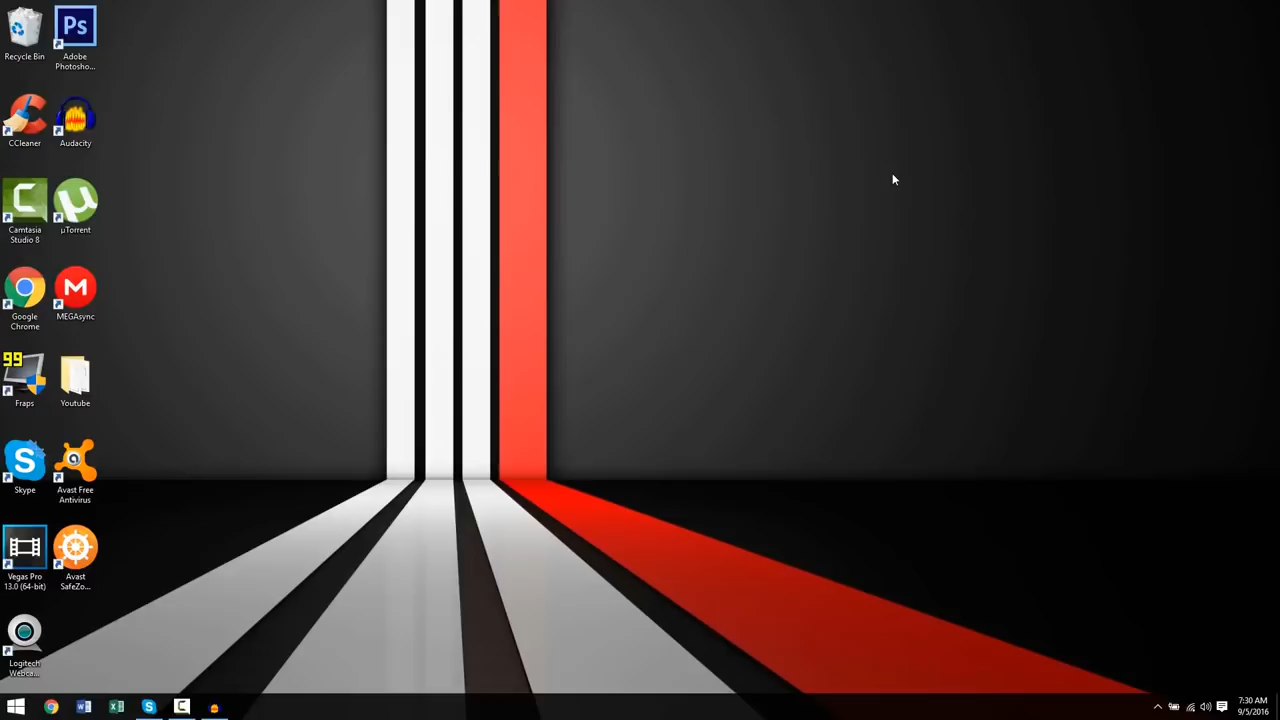 Recycle Bin
Adobe
Photosho...
CCleaner
Audacity
Camtasia
Studio 8
µTorrent
Google
Chrome
MEGAsync
99
Fraps
Youtube
Skype
Avast Free
Antivirus
Vegas Pro
13.0 (64-bit)
Avast
SafeZo...
Logitech
Webca...
7:30 AM
9/5/2016